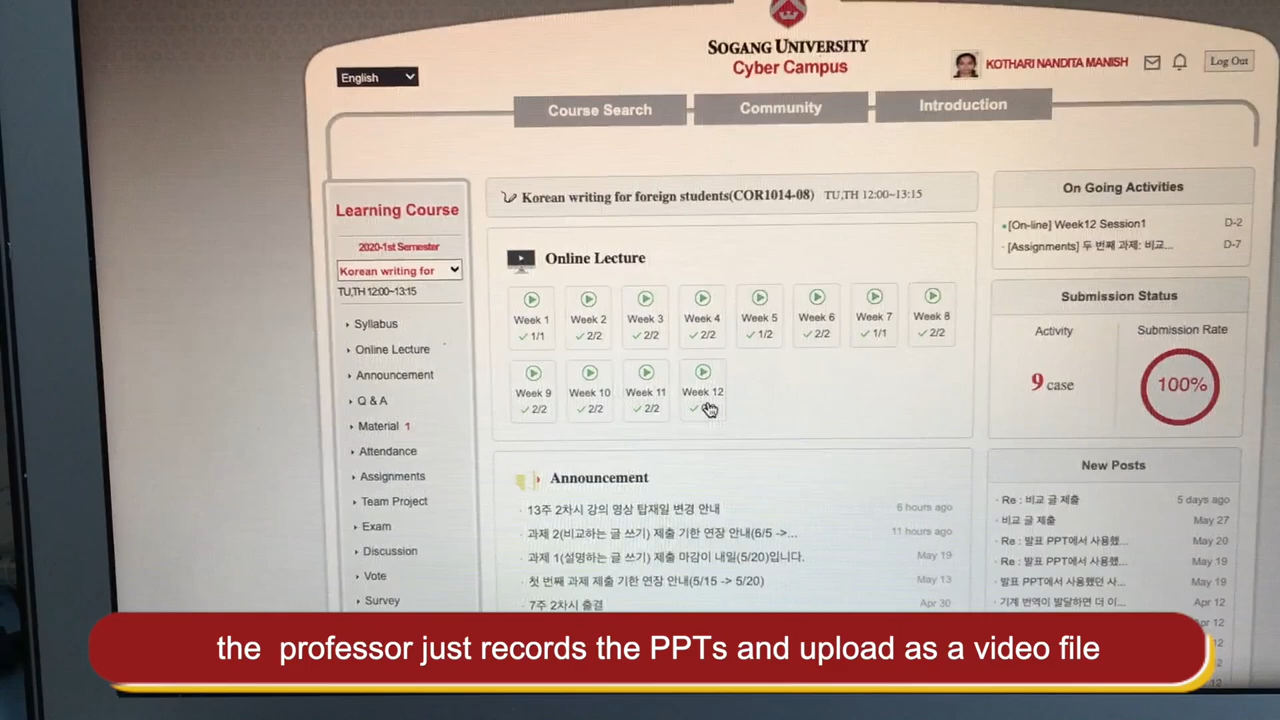 SOGANG UNIVERSITY
Cyber Campus
English
KOTHARI NANDITA MANISH
Log Out
Course Search
Community
Introduction
Learning Course
2020-1st Semester
Korean writing for
TU,TH 12:00~13:15
Syllabus
Online Lecture
Announcement
Q & A
Material 1
Attendance
Assignments
Team Project
Exam
Discussion
Vote
Survey
Korean writing for foreign students(COR1014-08) TU,TH 12:00~13:15
Online Lecture
Week 1 Week 2 Week 3 Week 4 Week 5 Week 6 Week 7 Week 8
✓ 1/1 ✓ 2/2 ✓ 2/2 ✓ 2/2 ✓ 1/2 ✓ 2/2 ✓ 1/1 ✓ 2/2
Week 9 Week 10 Week 11 Week 12
✓ 2/2 ✓ 2/2 ✓ 2/2 ✓
Announcement
· 13주 2차시 강의 영상 탑재일 변경 안내 6 hours ago
· 과제 2(비교하는 글 쓰기) 제출 기한 연장 안내(6/5 ->... 11 hours ago
· 과제 1(설명하는 글 쓰기) 제출 마감이 내일(5/20)입니다. May 19
· 첫 번째 과제 제출 기한 연장 안내(5/15 -> 5/20) May 13
· 7주 2차시 출결 Apr 30
On Going Activities
[On-line] Week12 Session1 D-2
· [Assignments] 두 번째 과제: 비교... D-7
Submission Status
Activity Submission Rate
9 case 100%
New Posts
· Re : 비교 글 제출 5 days ago
· 비교 글 제출 May 27
· Re : 발표 PPT에서 사용했... May 20
· Re : 발표 PPT에서 사용했... May 19
· 발표 PPT에서 사용했던 사... May 19
· 기계 번역이 발달하면 더 이... Apr 12
the professor just records the PPTs and upload as a video file